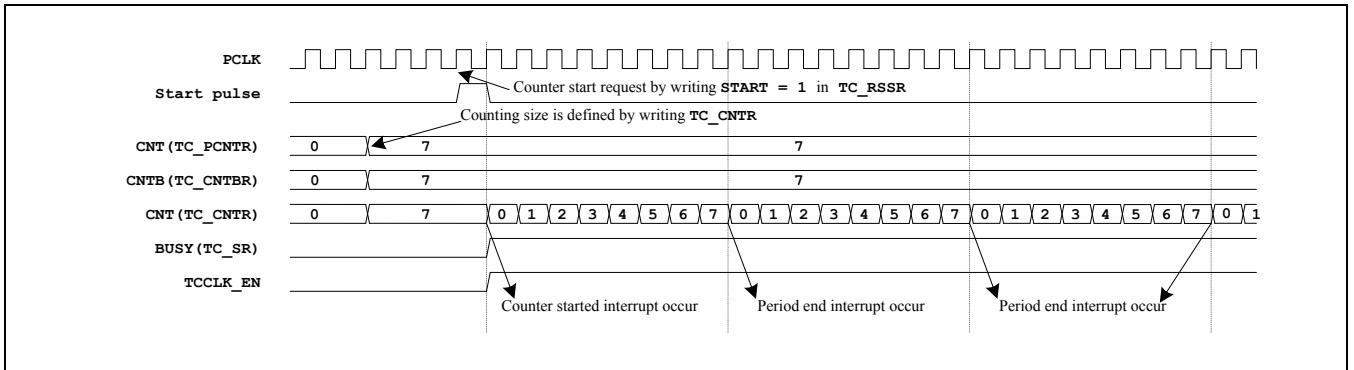 PCLK
Counter start request by writing START = 1 in TC_RSSR
Start pulse
Counting size is defined by writing TC_CNTR
CNT(TC_PCNTR) 0 7 7
CNTB(TC_CNTBR) 0 7 7
CNT(TC_CNTR) 0 7 0 1 2 3 4 5 6 7 0 1 2 3 4 5 6 7 0 1 2 3 4 5 6 7 0 1
BUSY(TC_SR)
TCCLK_EN
Counter started interrupt occur Period end interrupt occur Period end interrupt occur